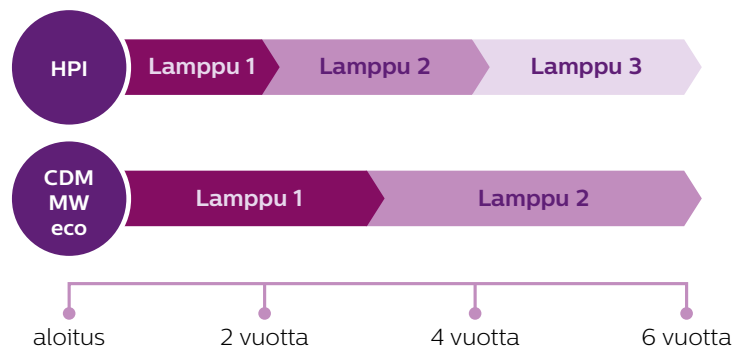 HPI
Lamppu 1
Lamppu 2
Lamppu 3
CDM
MW
eco
Lamppu 1
Lamppu 2
aloitus
2 vuotta
4 vuotta
6 vuotta